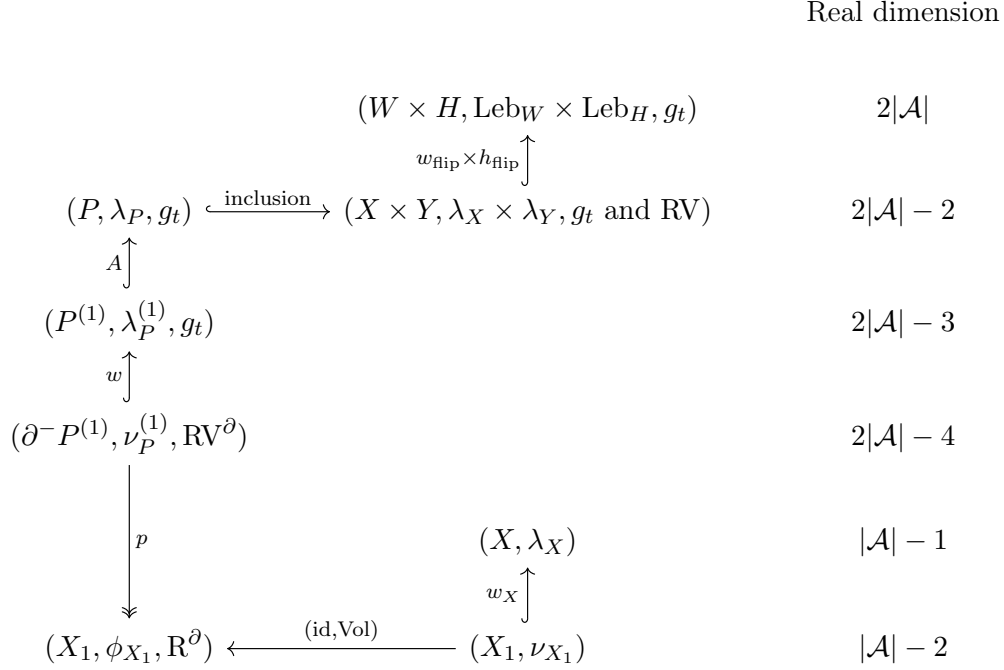 Real dimension
(W × H, Leb_W × Leb_H, g_t) 2|𝒜|
w_flip × h_flip
(P, λ_P, g_t) inclusion (X × Y, λ_X × λ_Y, g_t and RV) 2|𝒜| − 2
A
(P^(1), λ_P^(1), g_t) 2|𝒜| − 3
w
(∂^−P^(1), ν_P^(1), RV^∂) 2|𝒜| − 4
p
(X, λ_X) |𝒜| − 1
w_X
(X_1, ϕ_{X_1}, R^∂) (id,Vol) (X_1, ν_{X_1}) |𝒜| − 2